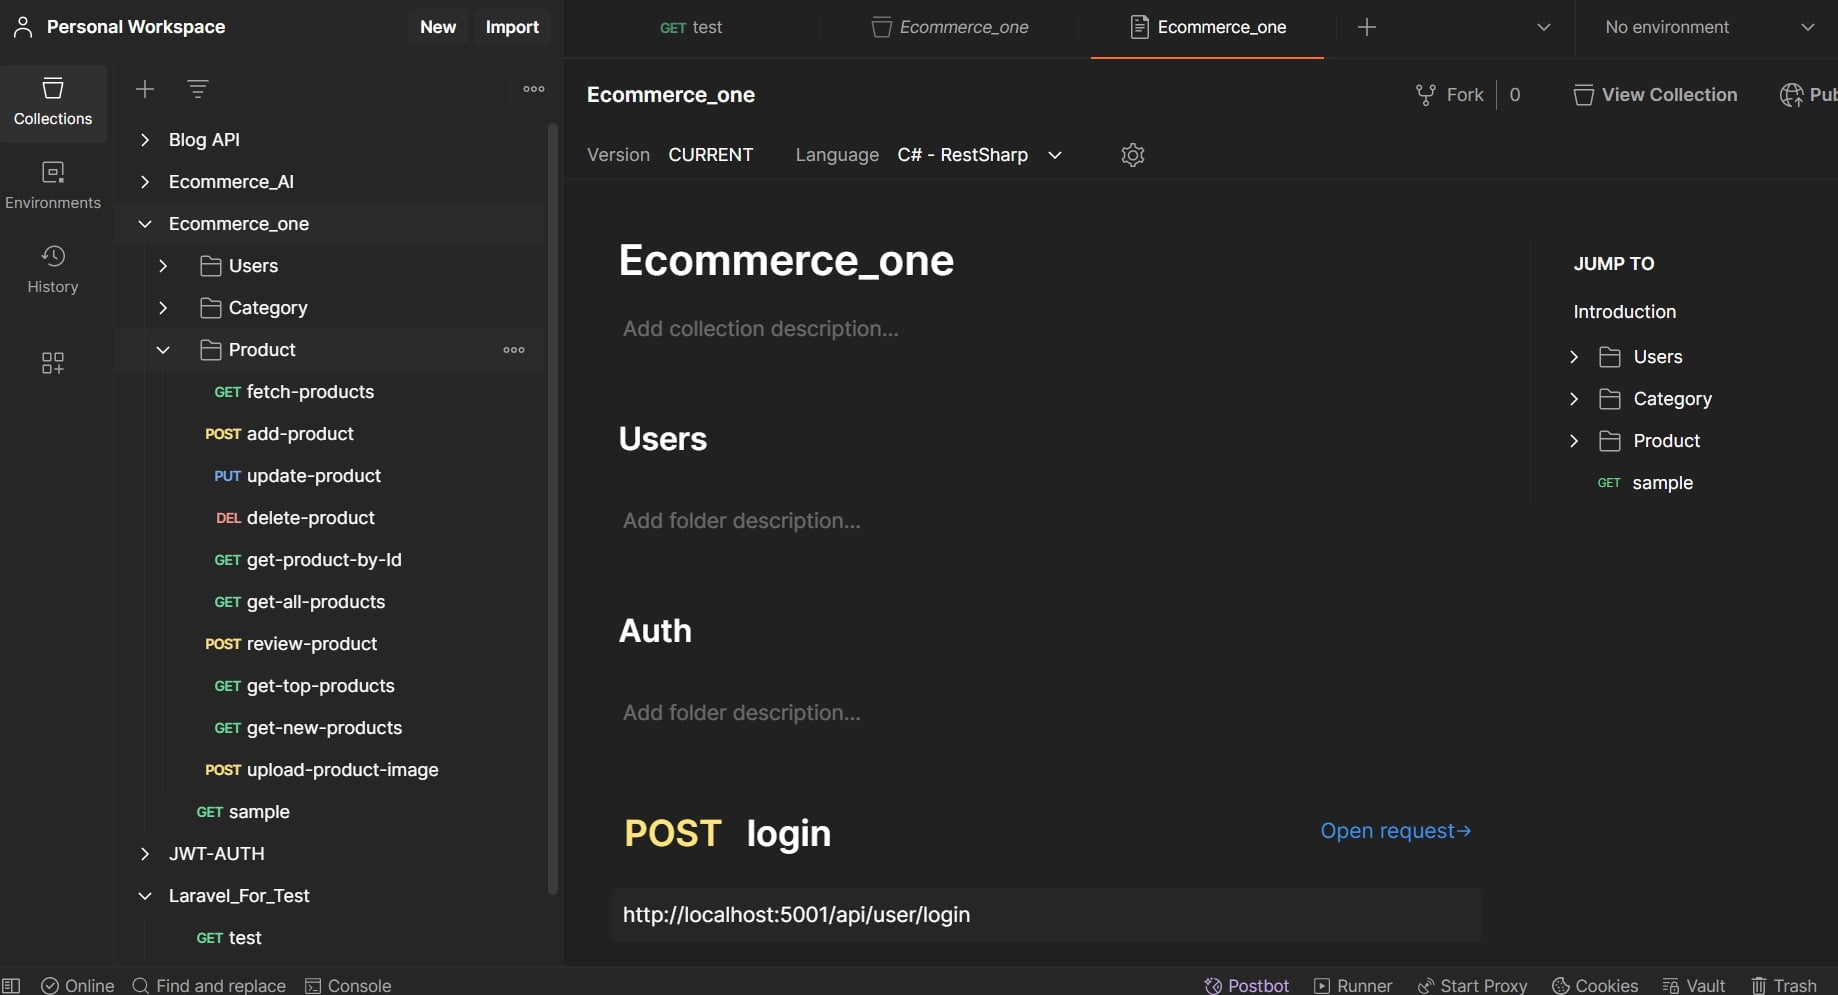 Personal Workspace
New
Import
GET test
Ecommerce_one
Ecommerce_one
No environment
Collections
Environments
History
Blog API
Ecommerce_AI
Ecommerce_one
Users
Category
Product
GET fetch-products
POST add-product
PUT update-product
DEL delete-product
GET get-product-by-Id
GET get-all-products
POST review-product
GET get-top-products
GET get-new-products
POST upload-product-image
GET sample
JWT-AUTH
Laravel_For_Test
GET test
Ecommerce_one
Fork 0
View Collection
Pub
Version CURRENT
Language C# - RestSharp
Ecommerce_one
Add collection description...
Users
Add folder description...
Auth
Add folder description...
POST login
Open request→
http://localhost:5001/api/user/login
JUMP TO
Introduction
Users
Category
Product
GET sample
Online
Find and replace
Console
Postbot
Runner
Start Proxy
Cookies
Vault
Trash